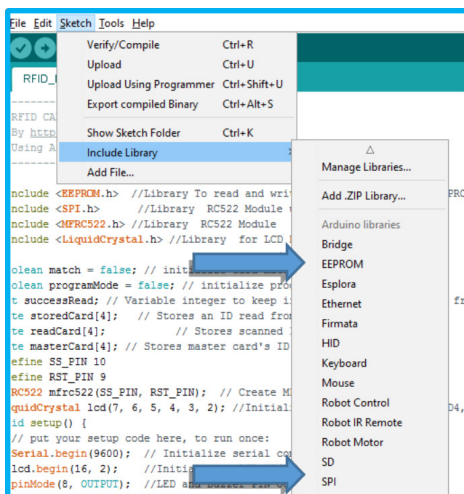 File Edit Sketch Tools Help
Verify/Compile Ctrl+R
Upload Ctrl+U
RFID_
Upload Using Programmer Ctrl+Shift+U
Export compiled Binary Ctrl+Alt+S
RFID CA
By http
Show Sketch Folder Ctrl+K
Using A
Include Library
Add File...
Manage Libraries...
Add .ZIP Library...
Arduino libraries
Bridge
EEPROM
Esplora
Ethernet
Firmata
HID
Keyboard
Mouse
Robot Control
Robot IR Remote
Robot Motor
SD
SPI
nclude <EEPROM.h> //Library To read and wri PRO
nclude <SPI.h> //Library RC522 Module
nclude <MFRC522.h> //Library RC522 Module
nclude <LiquidCrystal.h> //Library for LCD
olean match = false; // initi
olean programMode = false; // initialize pro
t successRead; // Variable integer to keep i fr
te storedCard[4]; // Stores an ID read from
te readCard[4]; // Stores scanned
te masterCard[4]; // Stores master card's ID
efine SS_PIN 10
efine RST_PIN 9
RC522 mfrc522(SS_PIN, RST_PIN); // Create M
quidCrystal lcd(7, 6, 5, 4, 3, 2); //Initial D4,
id setup() {
// put your setup code here, to run once:
Serial.begin(9600); // Initialize serial co
lcd.begin(16, 2); //Initi
pinMode(8, OUTPUT); //LED and